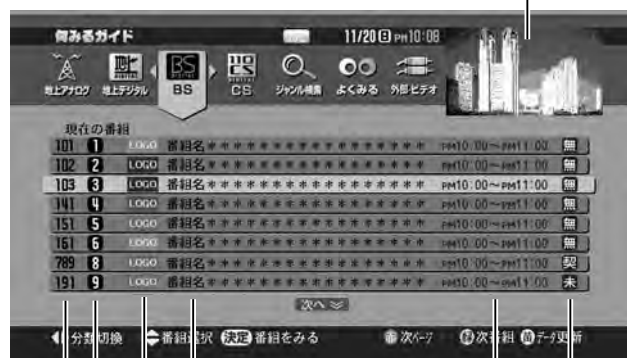 何みるガイド 11/20 日 PM10:08
地上アナログ 地上デジタル BS 110 CS ジャンル検索 よくみる 外部・ビデオ
現在の番組
101 1 LOGO 番組名＊＊＊＊＊＊＊＊＊＊＊＊＊＊＊ PM10:00～PM11:00 無
102 2 LOGO 番組名＊＊＊＊＊＊＊＊＊＊＊＊＊＊＊ PM10:00～PM11:00 無
103 3 LOGO 番組名＊＊＊＊＊＊＊＊＊＊＊＊＊＊＊ PM10:00～PM11:00 無
141 4 LOGO 番組名＊＊＊＊＊＊＊＊＊＊＊＊＊＊＊ PM10:00～PM11:00 無
151 5 LOGO 番組名＊＊＊＊＊＊＊＊＊＊＊＊＊＊＊ PM10:00～PM11:00 無
161 6 LOGO 番組名＊＊＊＊＊＊＊＊＊＊＊＊＊＊＊ PM10:00～PM11:00 無
789 8 LOGO 番組名＊＊＊＊＊＊＊＊＊＊＊＊＊＊＊ PM10:00～PM11:00 契
191 9 LOGO 番組名＊＊＊＊＊＊＊＊＊＊＊＊＊＊＊ PM10:00～PM11:00 未
次へ
分類切換 番組選択 決定 番組をみる 青 次ページ 緑 次番組 黄 データ更新